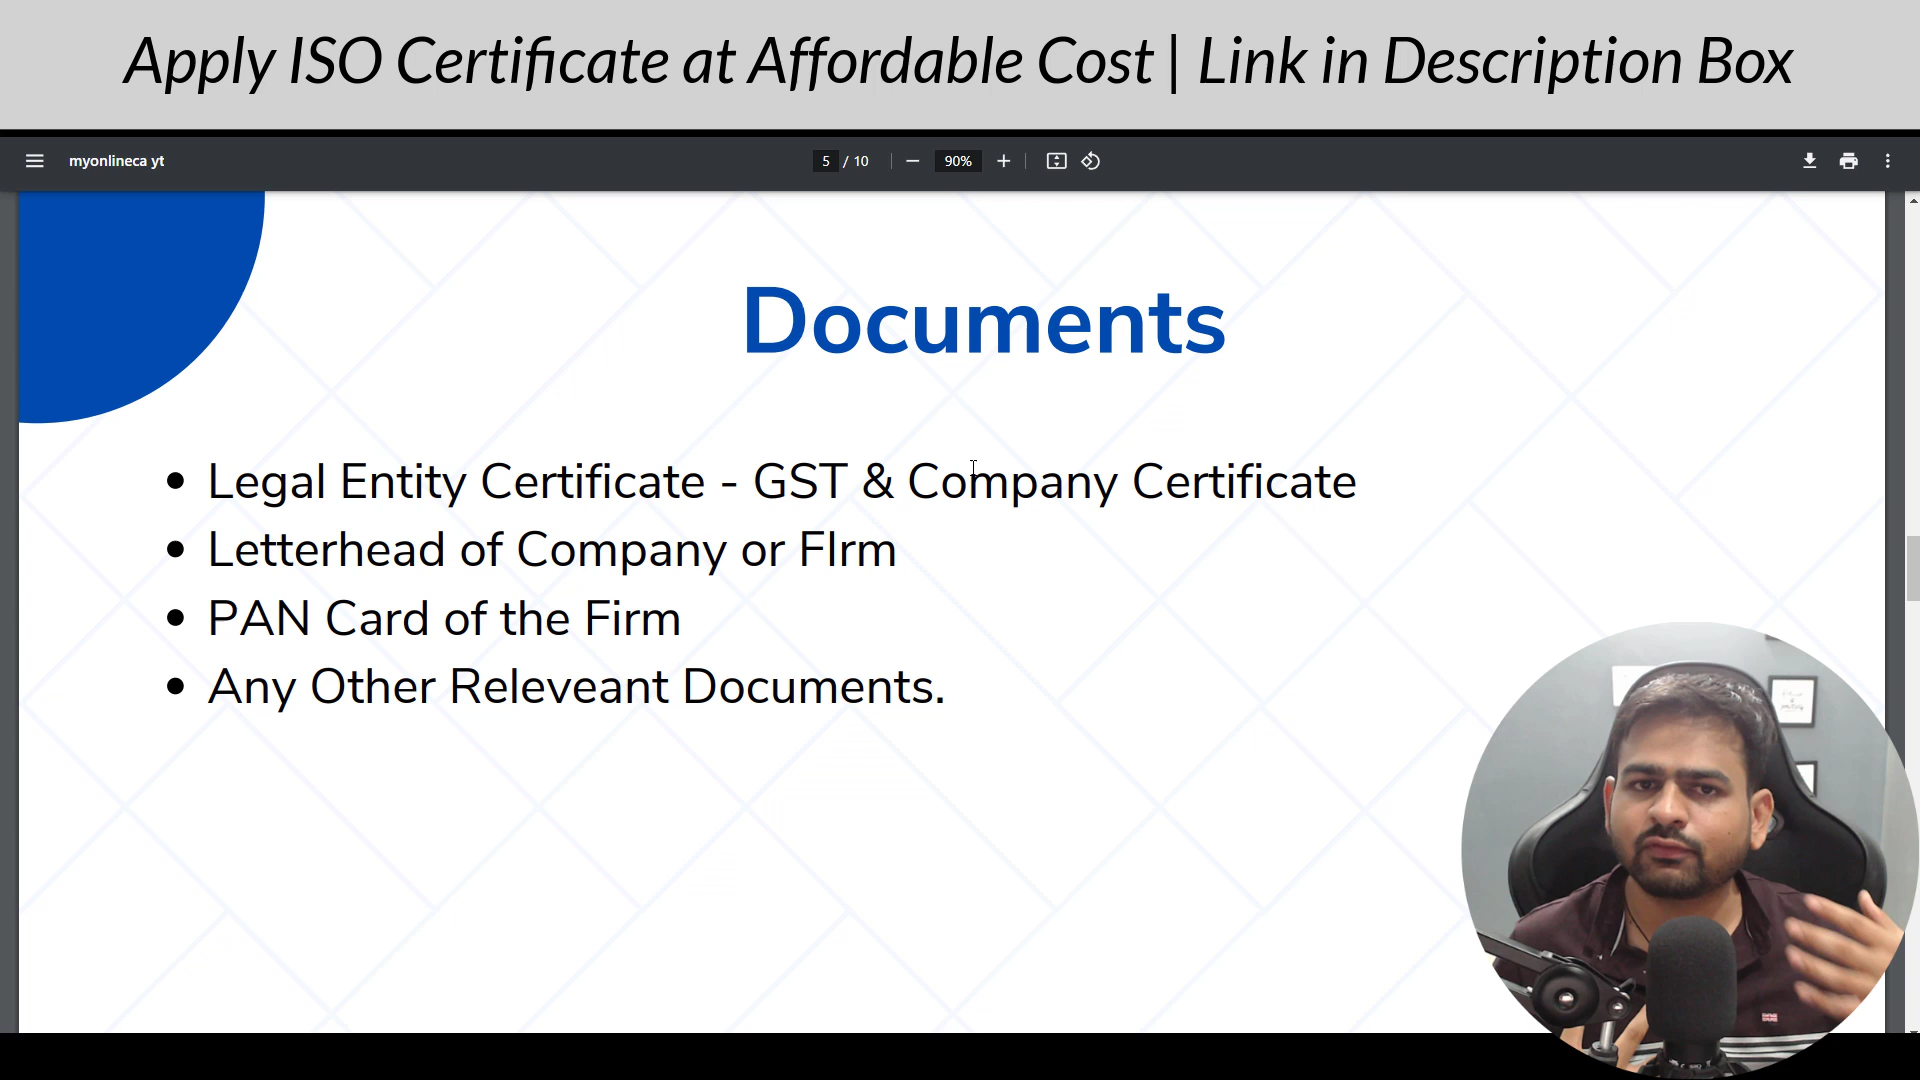 Apply ISO Certificate at Affordable Cost | Link in Description Box
myonlineca yt
5 / 10
90%
Documents
Legal Entity Certificate - GST & Company Certificate
Letterhead of Company or FIrm
PAN Card of the Firm
Any Other Releveant Documents.